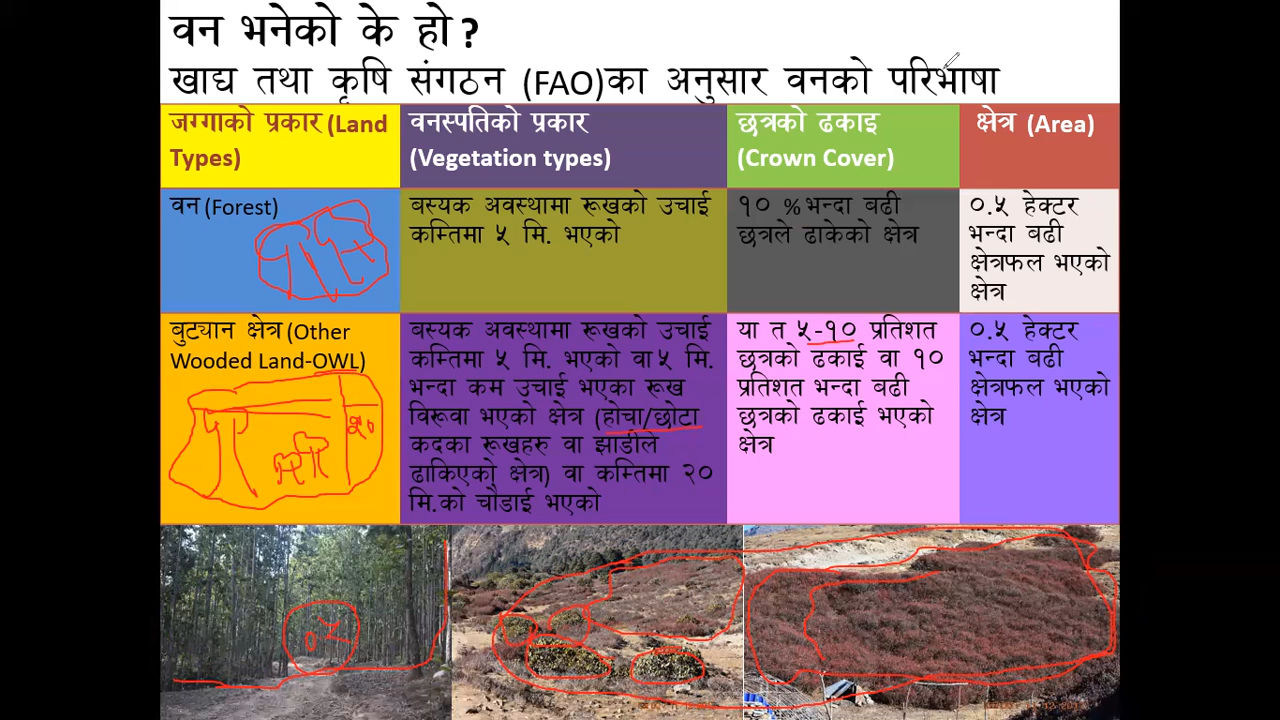 वन भनेको के हो?
खाद्य तथा कृषि संगठन (FAO)का अनुसार वनको परिभाषा
जग्गाको प्रकार (Land
Types)
वनस्पतिको प्रकार
(Vegetation types)
छत्रको ढकाइ
(Crown Cover)
क्षेत्र (Area)
वन (Forest)
बस्यक अवस्थामा रूखको उचाई
कम्तिमा ५ मि. भएको
१० %भन्दा बढी
छत्रले ढाकेको क्षेत्र
०.५ हेक्टर
भन्दा बढी
क्षेत्रफल भएको
क्षेत्र
बुट्यान क्षेत्र (Other
Wooded Land-OWL)
बस्यक अवस्थामा रूखको उचाई
कम्तिमा ५ मि. भएको वा ५ मि.
भन्दा कम उचाई भएका रूख
विरूवा भएको क्षेत्र (होचा/छोटा
कदका रूखहरु वा झाडीले
ढाकिएको क्षेत्र) वा कम्तिमा २०
मि.को चौडाई भएको
या त ५-१० प्रतिशत
छत्रको ढकाई वा १०
प्रतिशत भन्दा बढी
छत्रको ढकाई भएको
क्षेत्र
०.५ हेक्टर
भन्दा बढी
क्षेत्रफल भएको
क्षेत्र
२०
०५